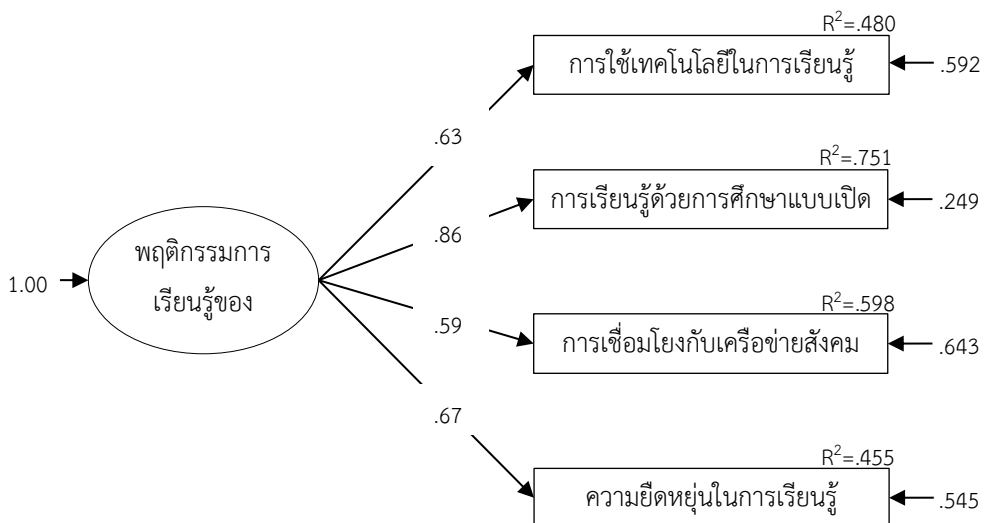 R²=.480
การใช้เทคโนโลยีในการเรียนรู้
.592
.63
R²=.751
การเรียนรู้ด้วยการศึกษาแบบเปิด
.249
.86
พฤติกรรมการ
เรียนรู้ของ
1.00
R²=.598
การเชื่อมโยงกับเครือข่ายสังคม
.643
.59
.67
R²=.455
ความยืดหยุ่นในการเรียนรู้
.545